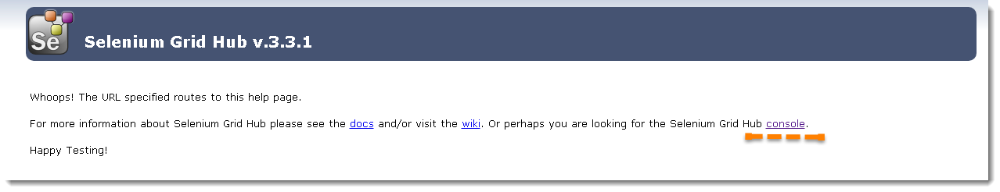 Se
Selenium Grid Hub v.3.3.1
Whoops! The URL specified routes to this help page.
For more information about Selenium Grid Hub please see the docs and/or visit the wiki. Or perhaps you are looking for the Selenium Grid Hub console.
Happy Testing!